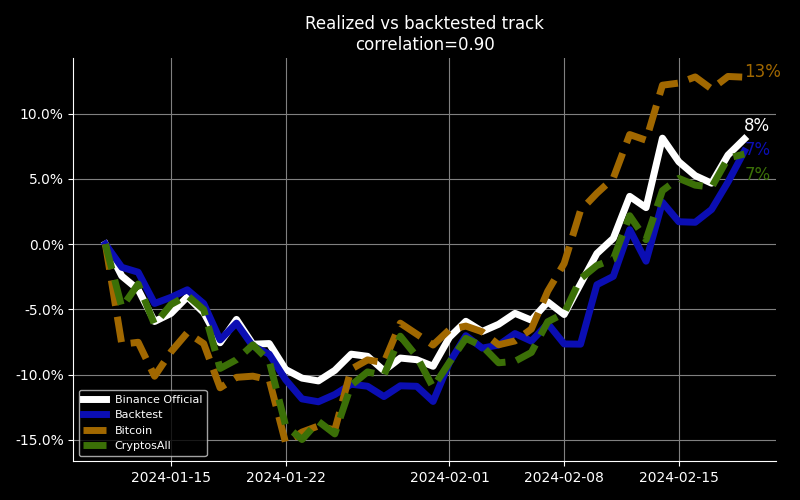 Realized vs backtested track
correlation=0.90
13%
10.0%
8%
7%
5.0%
7%
0.0%
-5.0%
-10.0%
-15.0%
Binance Official
Backtest
Bitcoin
CryptosAll
2024-01-15
2024-01-22
2024-02-01
2024-02-08
2024-02-15